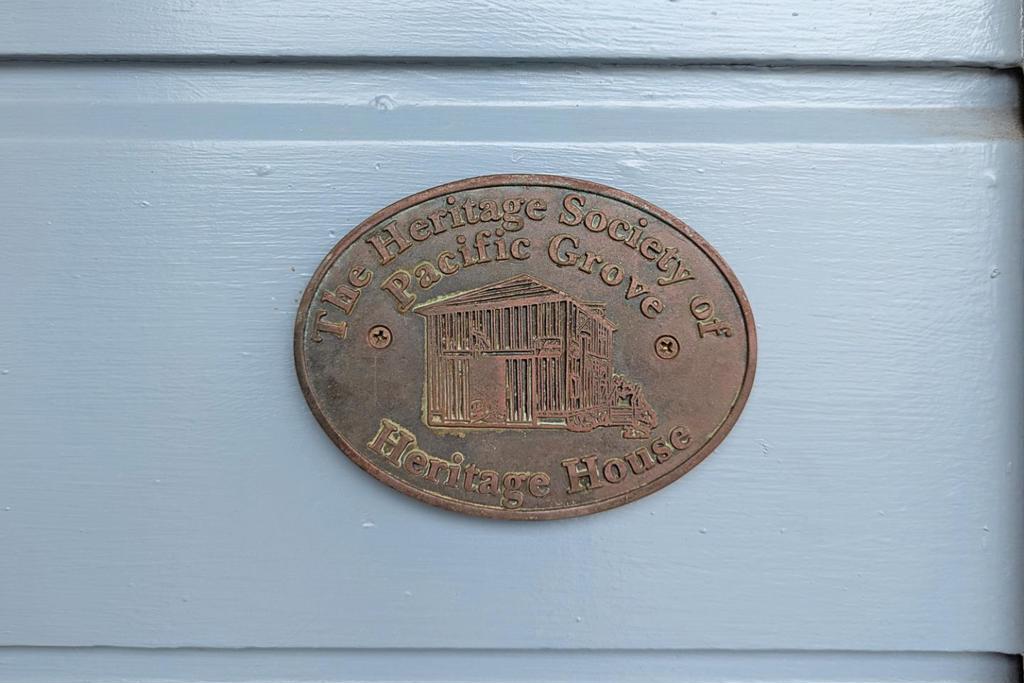 The Heritage Society of
Pacific Grove
Heritage House